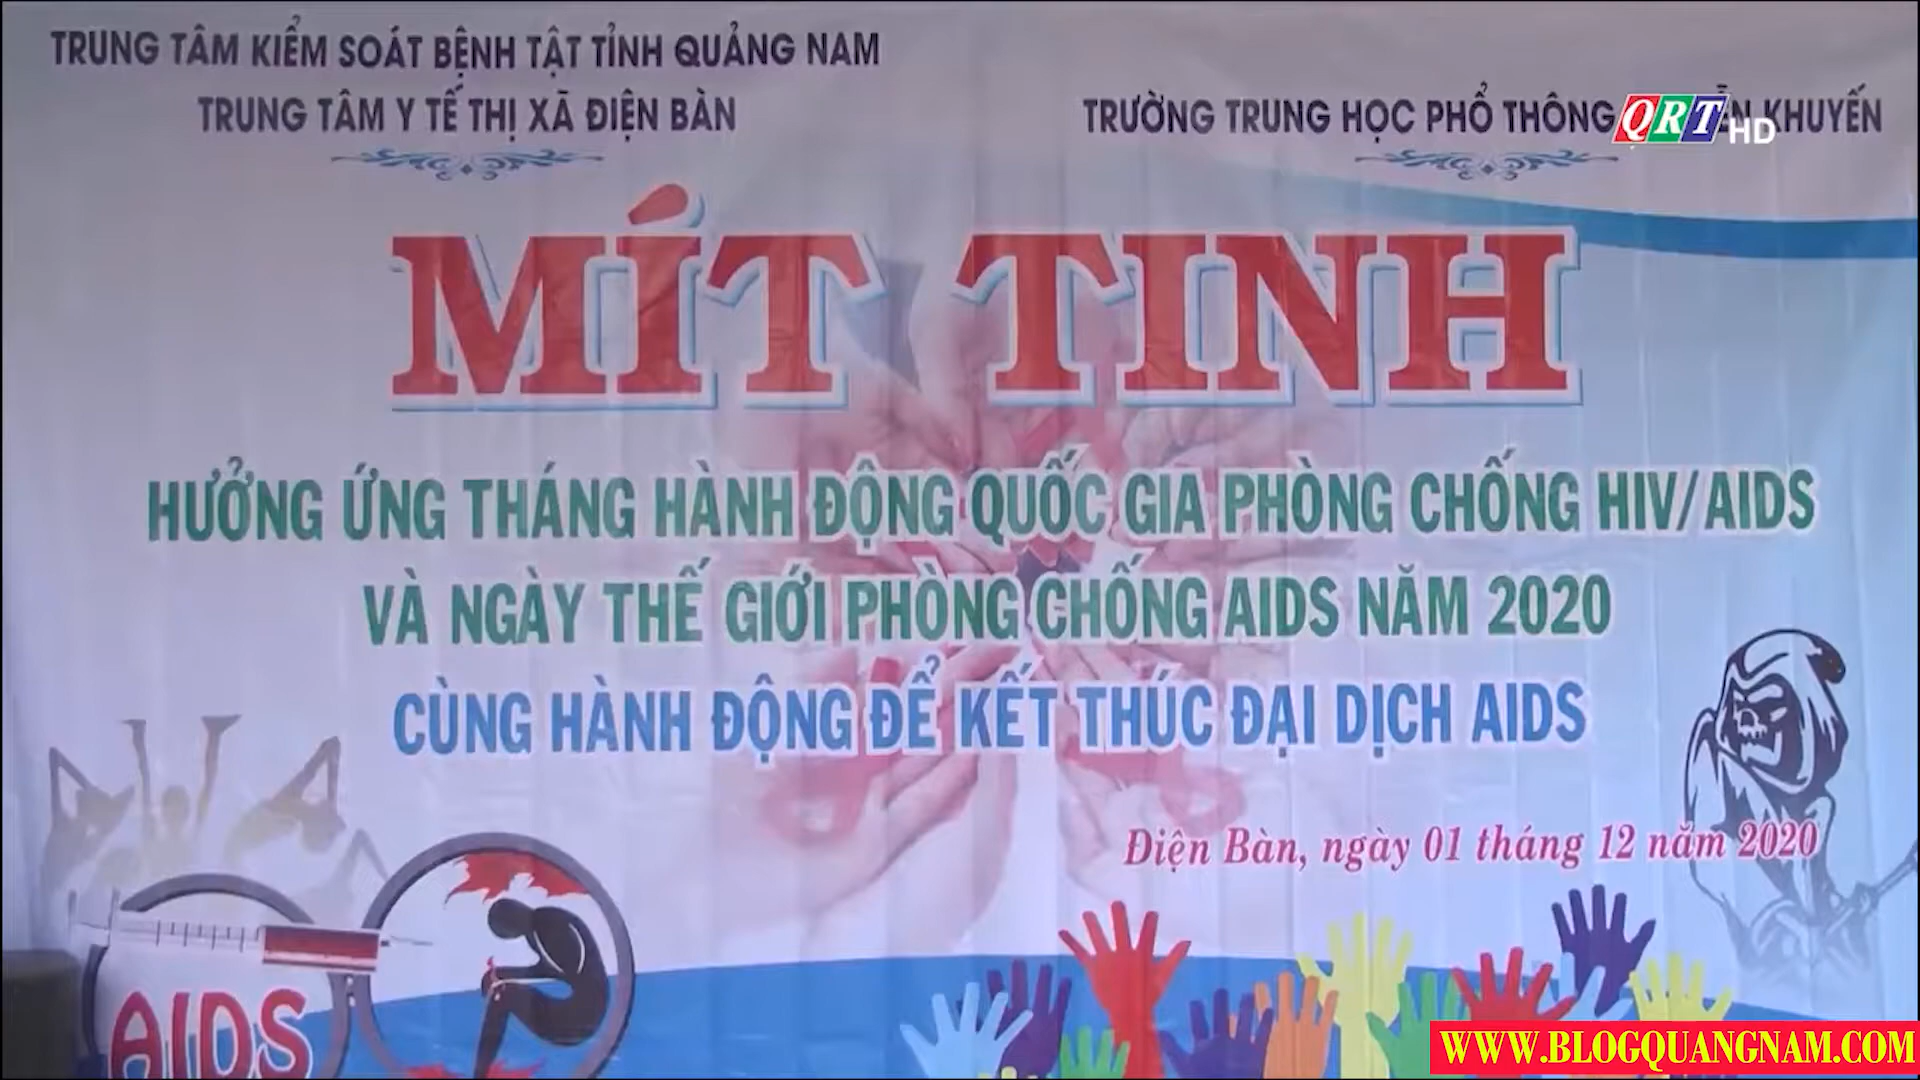 TRUNG TÂM KIỂM SOÁT BỆNH TẬT TỈNH QUẢNG NAM
TRUNG TÂM Y TẾ THỊ XÃ ĐIỆN BÀN
TRƯỜNG TRUNG HỌC PHỔ THÔNG KHUYẾN
QRT HD
MÍT TINH
HƯỞNG ỨNG THÁNG HÀNH ĐỘNG QUỐC GIA PHÒNG CHỐNG HIV/AIDS
VÀ NGÀY THẾ GIỚI PHÒNG CHỐNG AIDS NĂM 2020
CÙNG HÀNH ĐỘNG ĐỂ KẾT THÚC ĐẠI DỊCH AIDS
Điện Bàn, ngày 01 tháng 12 năm 2020
AIDS
WWW.BLOGQUANGNAM.COM